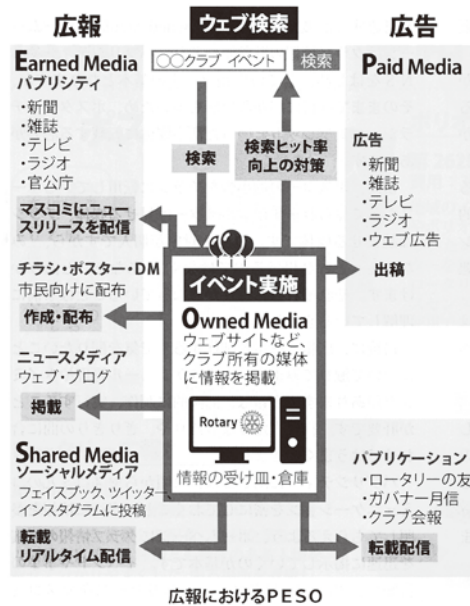 広報
ウェブ検索
広告
Earned Media
パブリシティ
・新聞
・雑誌
・テレビ
・ラジオ
・官公庁
マスコミにニュー
スリリースを配信
チラシ・ポスター・DM
市民向けに配布
作成・配布
ニュースメディア
ウェブ・ブログ
掲載
Shared Media
ソーシャルメディア
フェイスブック、ツイッター、
インスタグラムに投稿
転載
リアルタイム配信
○○クラブ イベント
検索
検索
検索ヒット率
向上の対策
イベント実施
Owned Media
ウェブサイトなど、
クラブ所有の媒体
に情報を掲載
Rotary
情報の受け皿・倉庫
Paid Media
広告
・新聞
・雑誌
・テレビ
・ラジオ
・ウェブ広告
出稿
パブリケーション
・ロータリーの友
・ガバナー月信
・クラブ会報
転載配信
広報におけるPESO